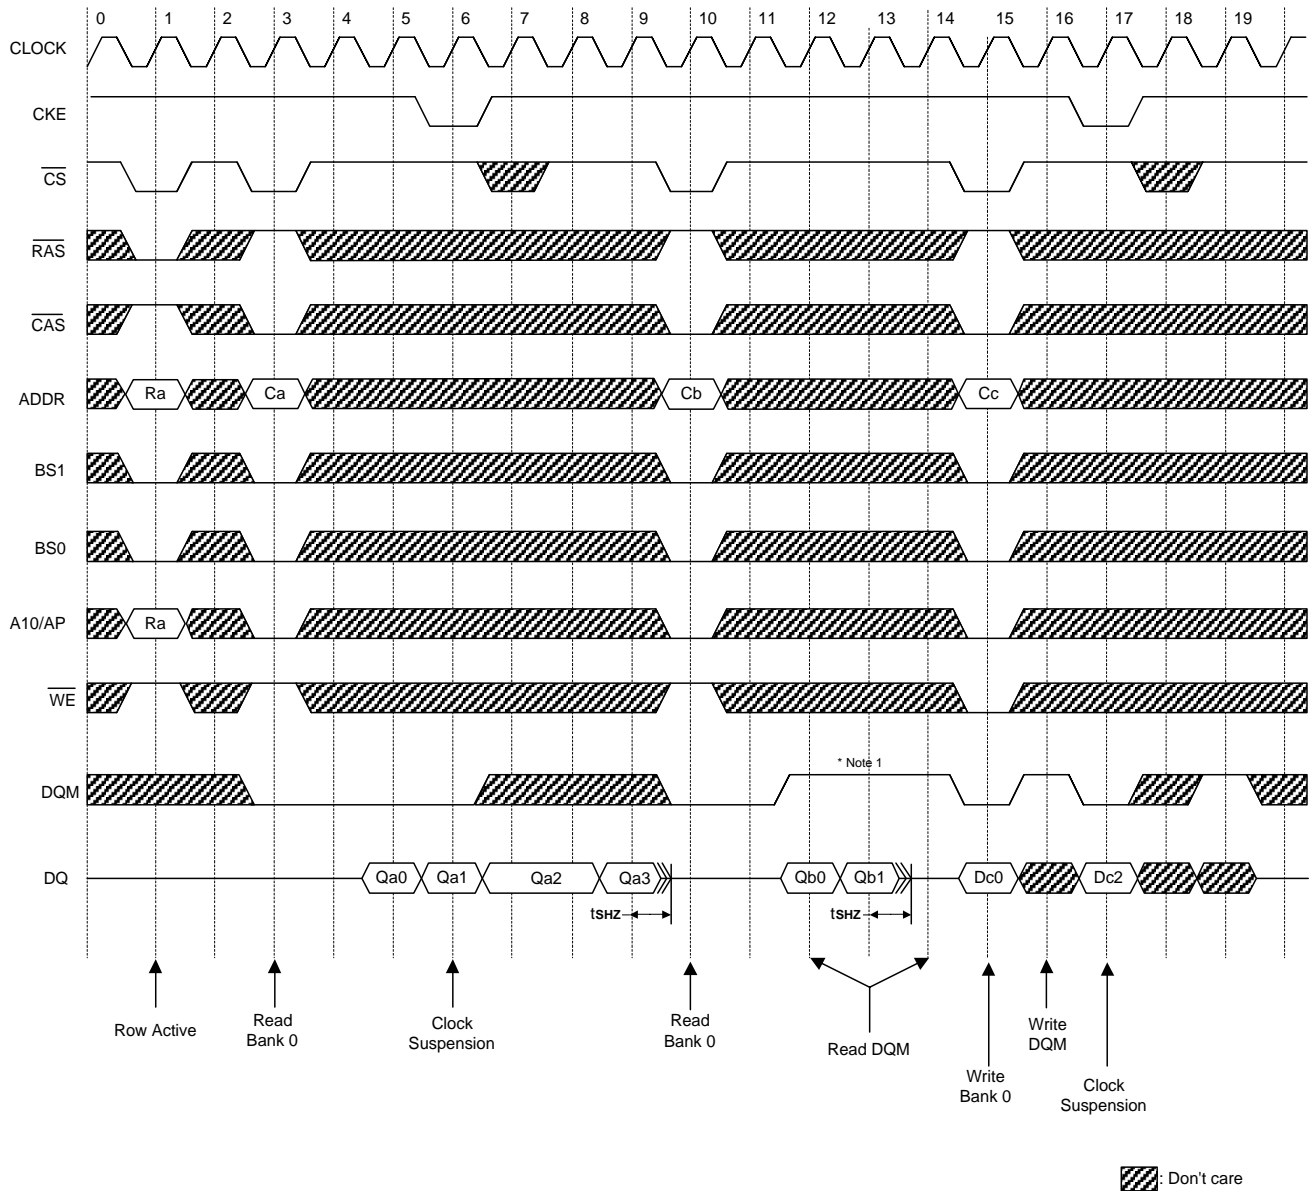 0 1 2 3 4 5 6 7 8 9 10 11 12 13 14 15 16 17 18 19
CLOCK
CKE
CS
RAS
CAS
ADDR Ra Ca Cb Cc
BS1
BS0
A10/AP Ra
WE
* Note 1
DQM
DQ Qa0 Qa1 Qa2 Qa3 Qb0 Qb1 Dc0 Dc2
tSHZ tSHZ
Row Active
Read
Bank 0
Clock
Suspension
Read
Bank 0
Read DQM
Write
Bank 0
Write
DQM
Clock
Suspension
: Don't care